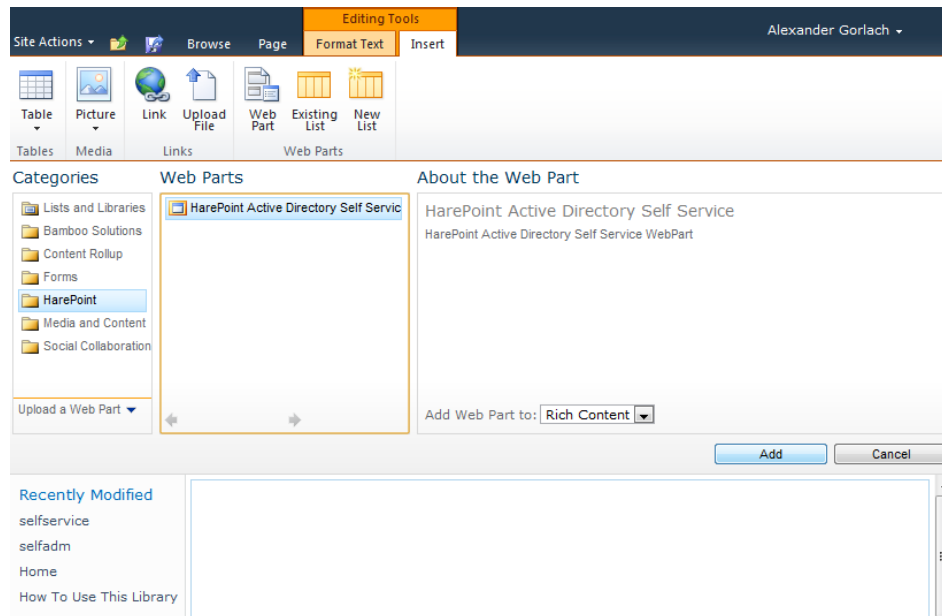 Editing Tools
Site Actions Browse Page Format Text Insert Alexander Gorlach
Table Picture Link Upload File Web Part Existing List New List
Tables Media Links Web Parts
Categories
Lists and Libraries
Bamboo Solutions
Content Rollup
Forms
HarePoint
Media and Content
Social Collaboration
Upload a Web Part
Web Parts
HarePoint Active Directory Self Servic
About the Web Part
HarePoint Active Directory Self Service
HarePoint Active Directory Self Service WebPart
Add Web Part to: Rich Content
Add Cancel
Recently Modified
selfservice
selfadm
Home
How To Use This Library